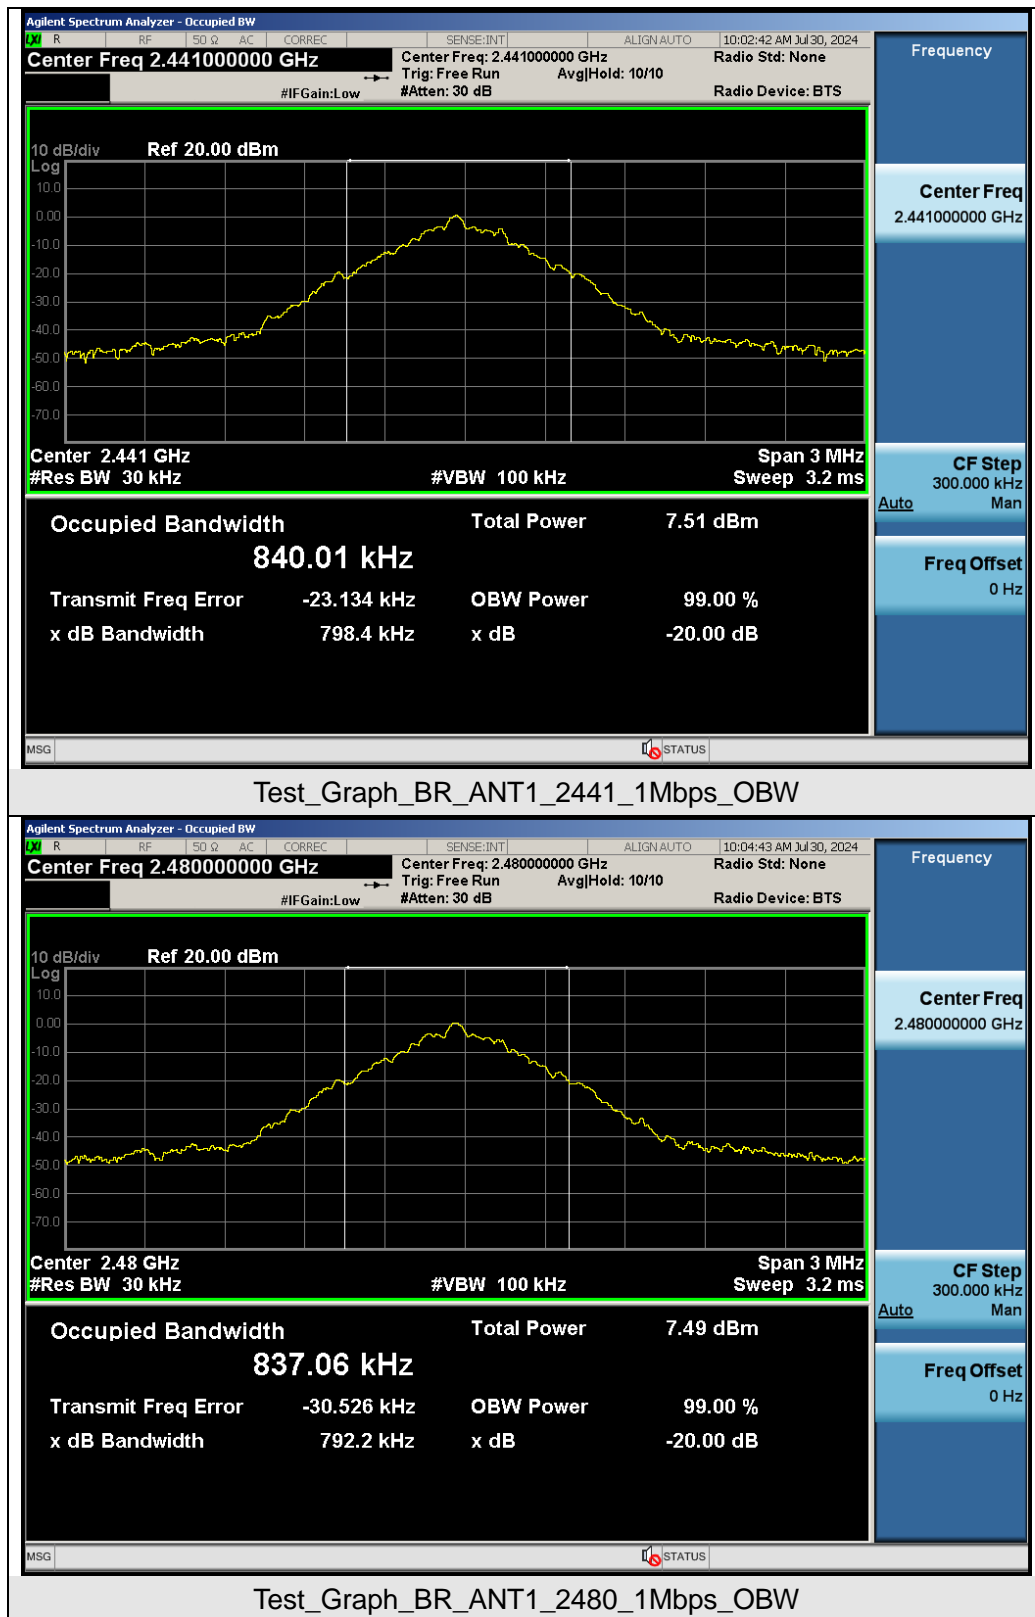 Agilent Spectrum Analyzer - Occupied BW
LXI R RF 50 Ω AC CORREC SENSE:INT ALIGN AUTO 10:02:42 AM Jul 30, 2024
Center Freq 2.441000000 GHz
Center Freq: 2.441000000 GHz Radio Std: None
Trig: Free Run Avg|Hold: 10/10
#IFGain:Low #Atten: 30 dB Radio Device: BTS
Frequency
10 dB/div Ref 20.00 dBm
Log
10.0
0.00
-10.0
-20.0
-30.0
-40.0
-50.0
-60.0
-70.0
Center Freq
2.441000000 GHz
Center 2.441 GHz Span 3 MHz
#Res BW 30 kHz #VBW 100 kHz Sweep 3.2 ms
CF Step
300.000 kHz
Auto Man
Occupied Bandwidth Total Power 7.51 dBm
840.01 kHz
Transmit Freq Error -23.134 kHz OBW Power 99.00 %
x dB Bandwidth 798.4 kHz x dB -20.00 dB
Freq Offset
0 Hz
MSG STATUS
Test_Graph_BR_ANT1_2441_1Mbps_OBW
Agilent Spectrum Analyzer - Occupied BW
LXI R RF 50 Ω AC CORREC SENSE:INT ALIGN AUTO 10:04:43 AM Jul 30, 2024
Center Freq 2.480000000 GHz
Center Freq: 2.480000000 GHz Radio Std: None
Trig: Free Run Avg|Hold: 10/10
#IFGain:Low #Atten: 30 dB Radio Device: BTS
Frequency
10 dB/div Ref 20.00 dBm
Log
10.0
0.00
-10.0
-20.0
-30.0
-40.0
-50.0
-60.0
-70.0
Center Freq
2.480000000 GHz
Center 2.48 GHz Span 3 MHz
#Res BW 30 kHz #VBW 100 kHz Sweep 3.2 ms
CF Step
300.000 kHz
Auto Man
Occupied Bandwidth Total Power 7.49 dBm
837.06 kHz
Transmit Freq Error -30.526 kHz OBW Power 99.00 %
x dB Bandwidth 792.2 kHz x dB -20.00 dB
Freq Offset
0 Hz
MSG STATUS
Test_Graph_BR_ANT1_2480_1Mbps_OBW